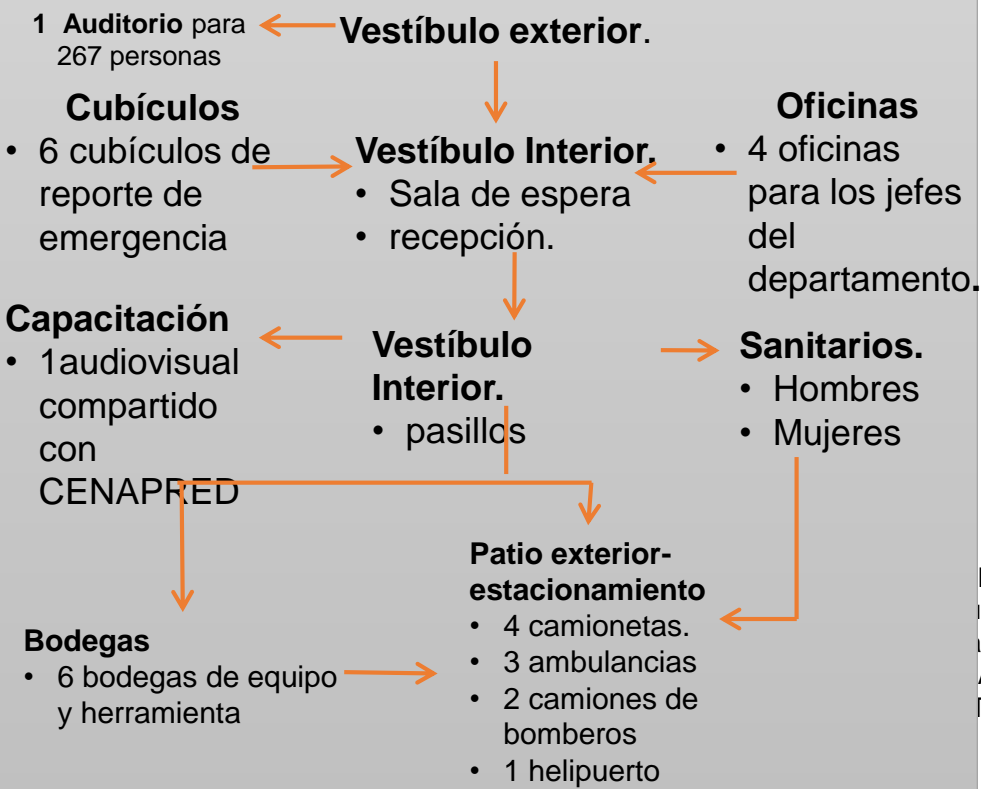 1 Auditorio para
267 personas
Vestíbulo exterior.
Cubículos
• 6 cubículos de
reporte de
emergencia
Vestíbulo Interior.
• Sala de espera
• recepción.
Oficinas
• 4 oficinas
para los jefes
del
departamento.
Capacitación
• 1audiovisual
compartido
con
CENAPRED
Vestíbulo
Interior.
• pasillos
Sanitarios.
• Hombres
• Mujeres
Bodegas
• 6 bodegas de equipo
y herramienta
Patio exterior-
estacionamiento
• 4 camionetas.
• 3 ambulancias
• 2 camiones de
bomberos
• 1 helipuerto